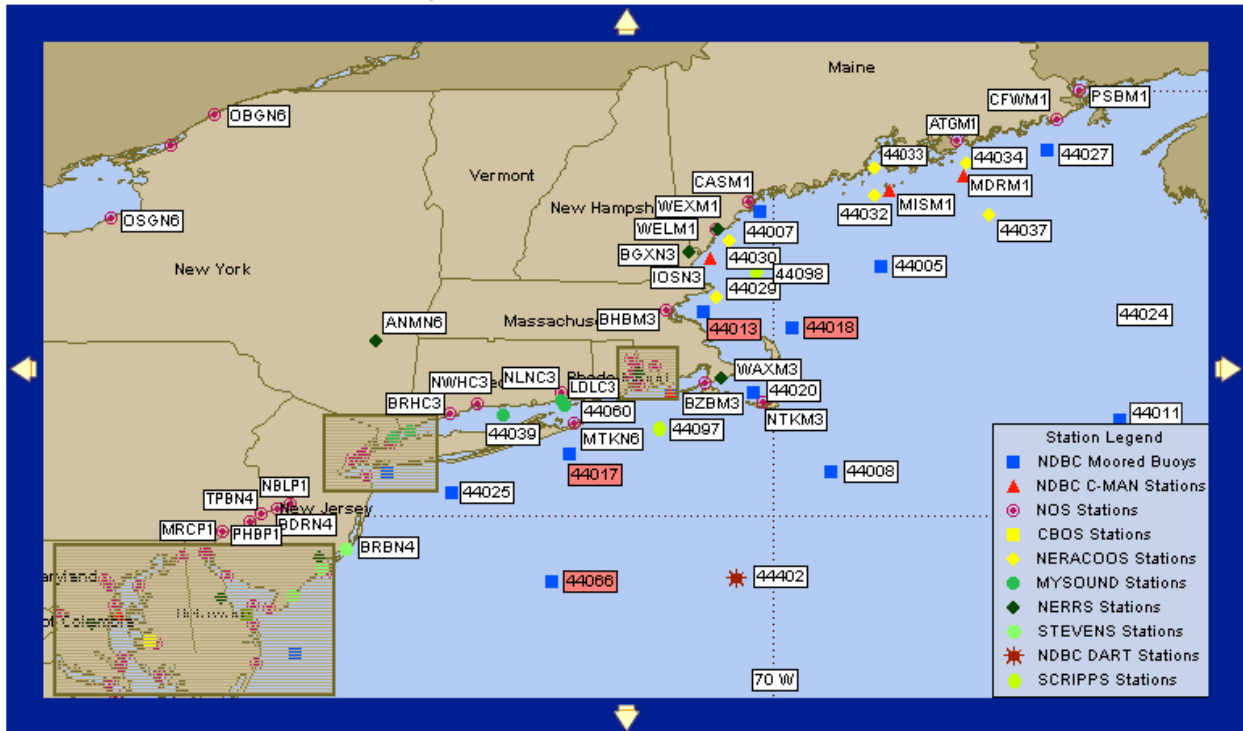 Maine
CFWM1
PSBM1
OBGN6
ATGM1
44033
44034
44027
Vermont
MDRM1
CASM1
MISM1
New Hampsh
WEXM1
44032
OSGN6
WELM1
44007
44037
BGXN3
44030
New York
IOSN3
44098
44005
44029
ANMN6
Massachuse
BHBM3
44013
44018
44024
WAXM3
NWHC3
NLNC3
LDLC3
44020
BRHC3
BZBM3
NTKM3
44060
44011
44039
MTKN6
44097
Station Legend
NDBC Moored Buoys
44017
44008
NBLP1
NDBC C-MAN Stations
TPBN4
44025
New Jersey
NOS Stations
MRCP1
PHBP1
BDRN4
CBOS Stations
BRBN4
NERACOOS Stations
44066
44402
MYSOUND Stations
NERRS Stations
STEVENS Stations
NDBC DART Stations
70 W
SCRIPPS Stations